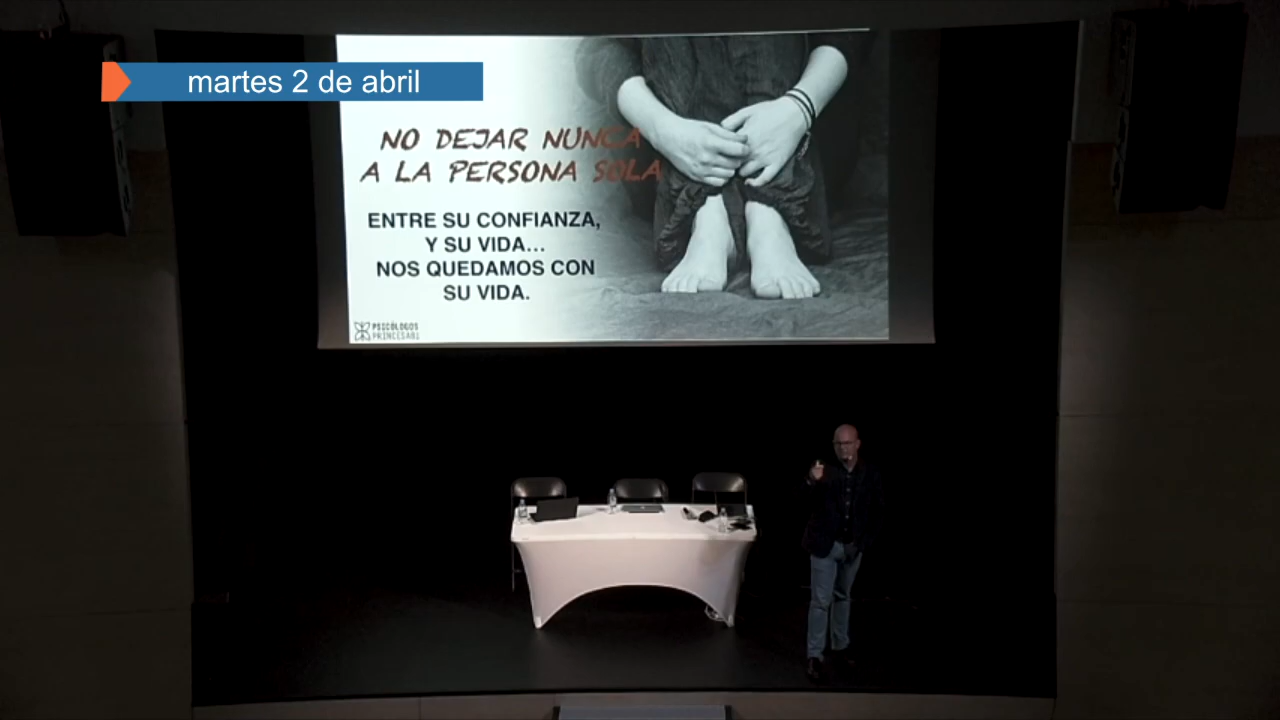 martes 2 de abril
NO DEJAR NUNCA
A LA PERSONA SOLA
ENTRE SU CONFIANZA,
Y SU VIDA...
NOS QUEDAMOS CON
SU VIDA.
PSICÓLOGOS
PRINCESA81